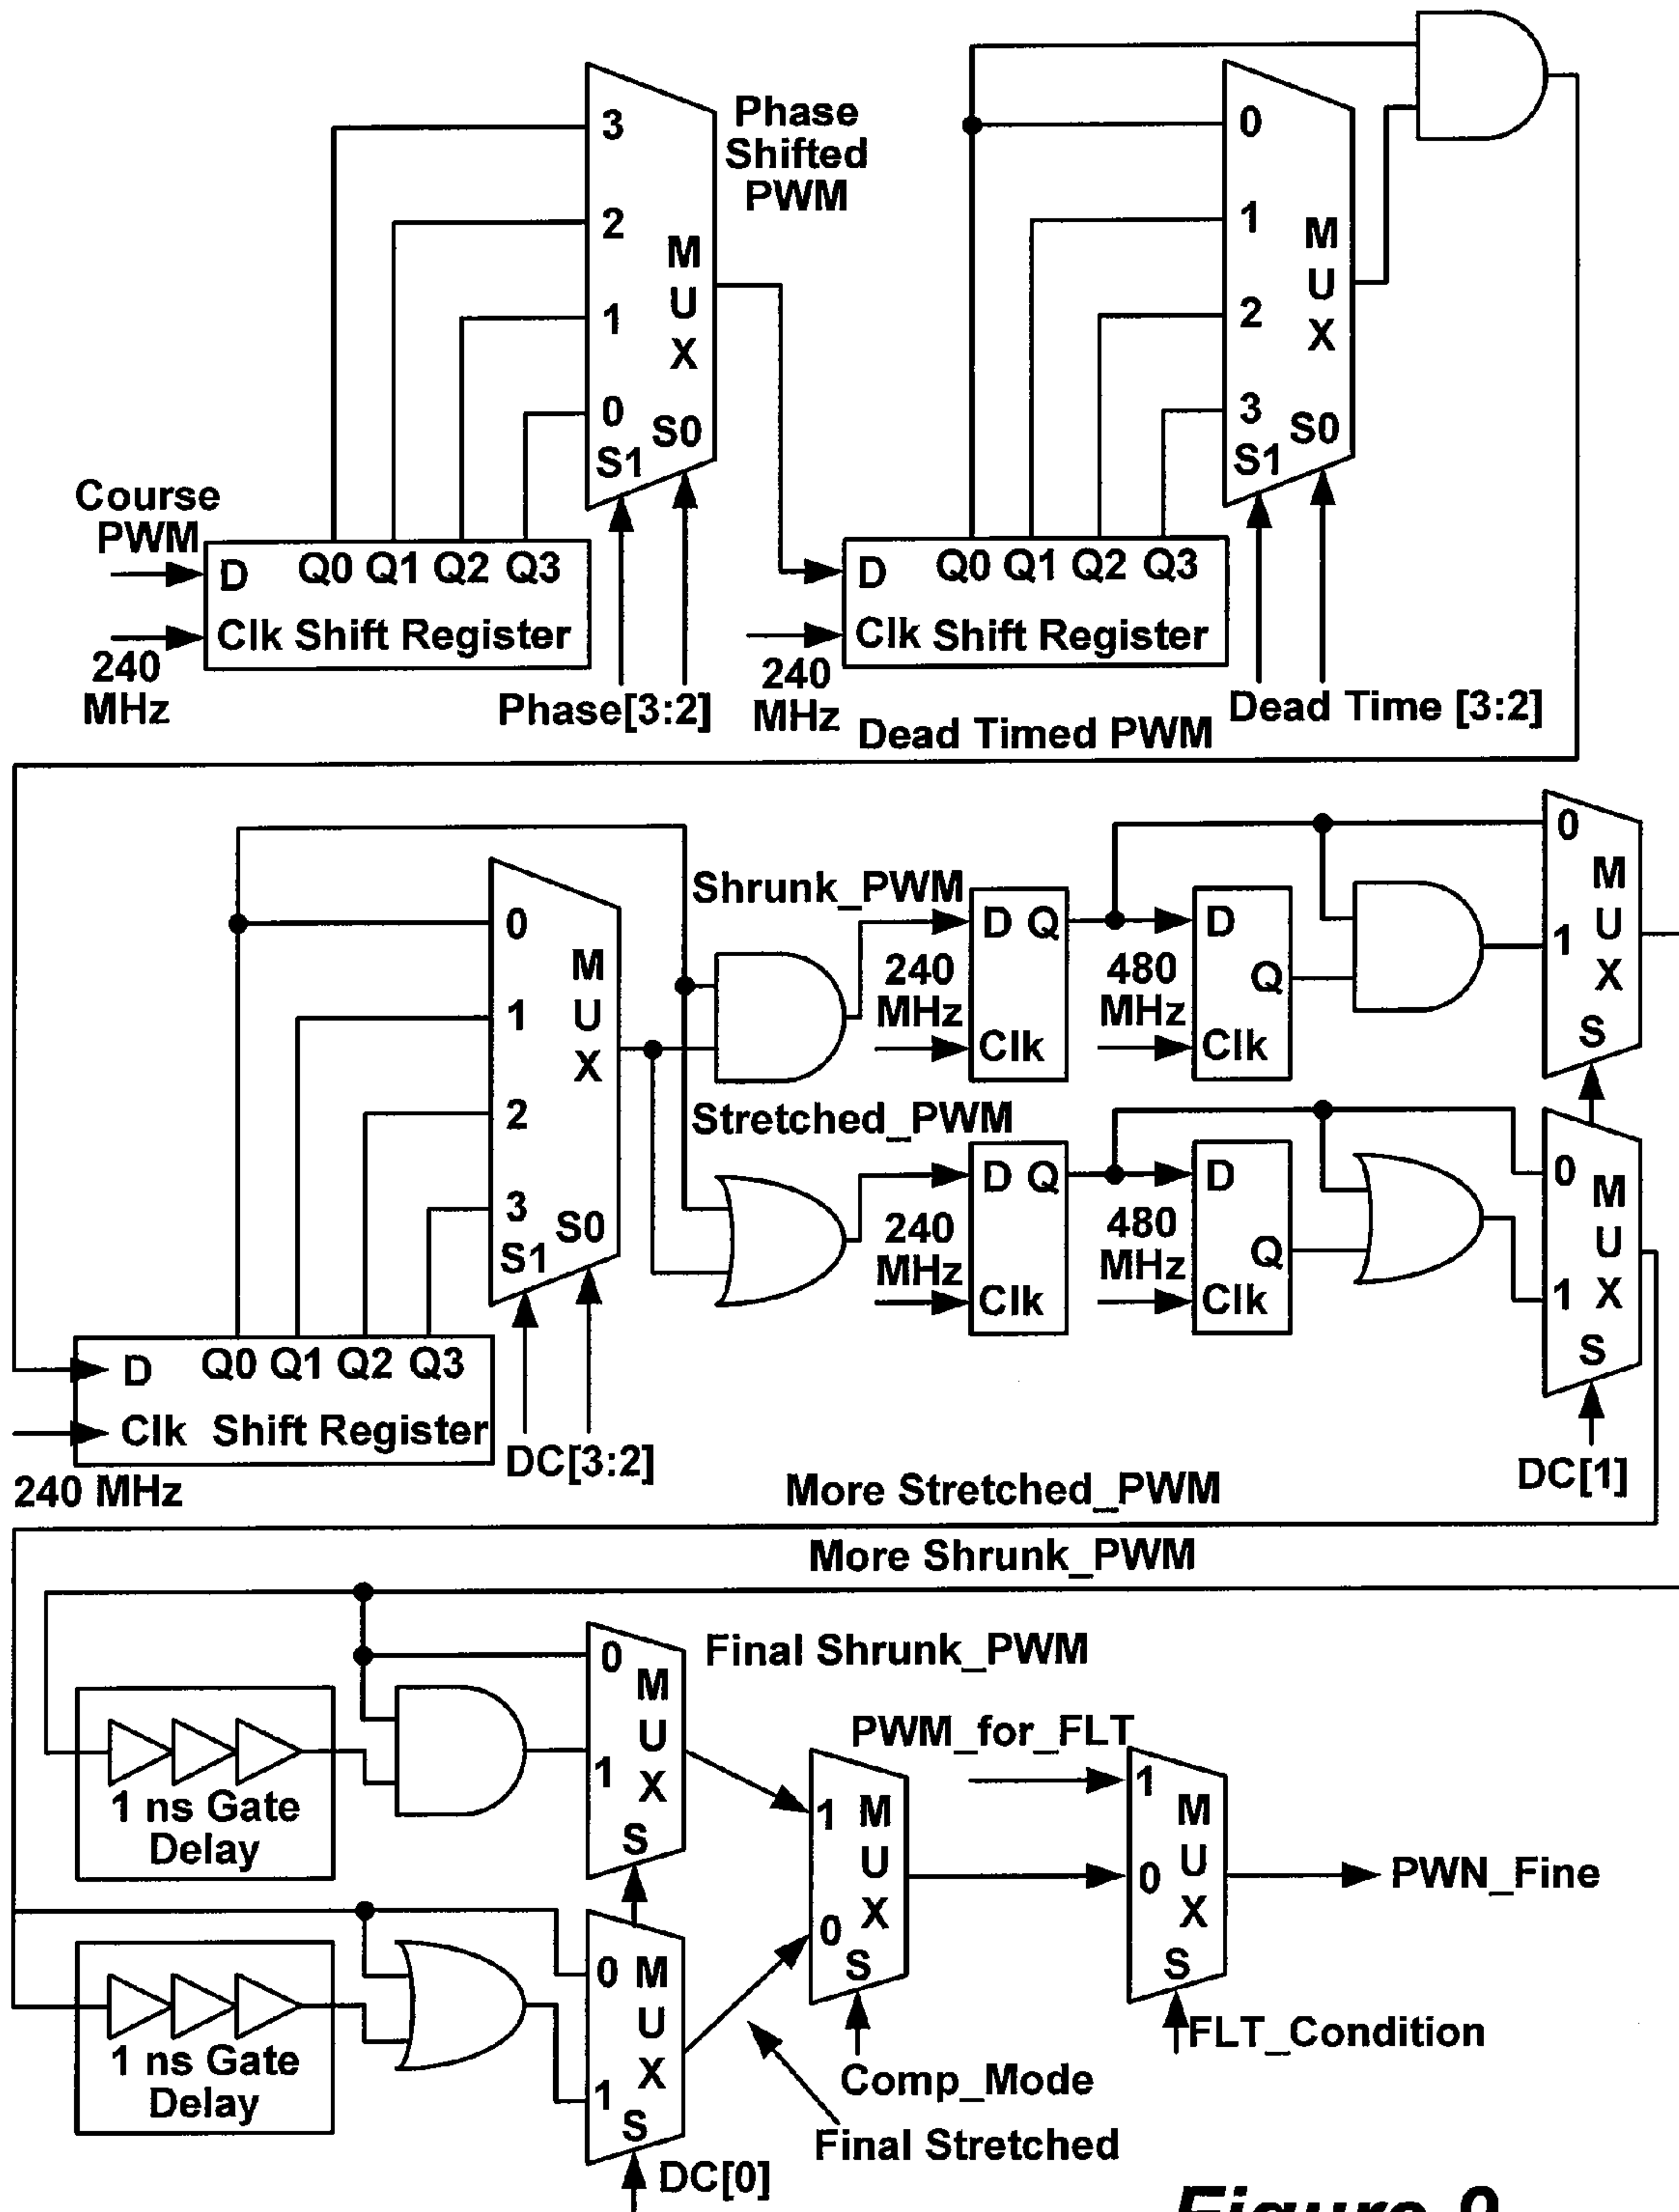 Phase
Shifted
PWM
3
2
1
0
M
U
X
S0
S1
Course
PWM
D
Q0 Q1 Q2 Q3
Clk Shift Register
240
MHz
Phase[3:2]
0
1
2
3
M
U
X
S0
S1
D
Q0 Q1 Q2 Q3
Clk Shift Register
240
MHz
Dead Time [3:2]
Dead Timed PWM
0
1
2
3
M
U
X
S0
S1
D
Q0 Q1 Q2 Q3
Clk Shift Register
240 MHz
DC[3:2]
Shrunk_PWM
D Q
240
MHz
Clk
D
480
MHz
Q
Clk
0
1
M
U
X
S
Stretched_PWM
D Q
240
MHz
Clk
D
480
MHz
Q
Clk
0
1
M
U
X
S
DC[1]
More Stretched_PWM
More Shrunk_PWM
1 ns Gate
Delay
0
1
M
U
X
S
Final Shrunk_PWM
1 ns Gate
Delay
0
1
M
U
X
S
DC[0]
1
0
M
U
X
S
Comp_Mode
Final Stretched
PWM_for_FLT
1
0
M
U
X
S
FLT_Condition
PWN_Fine